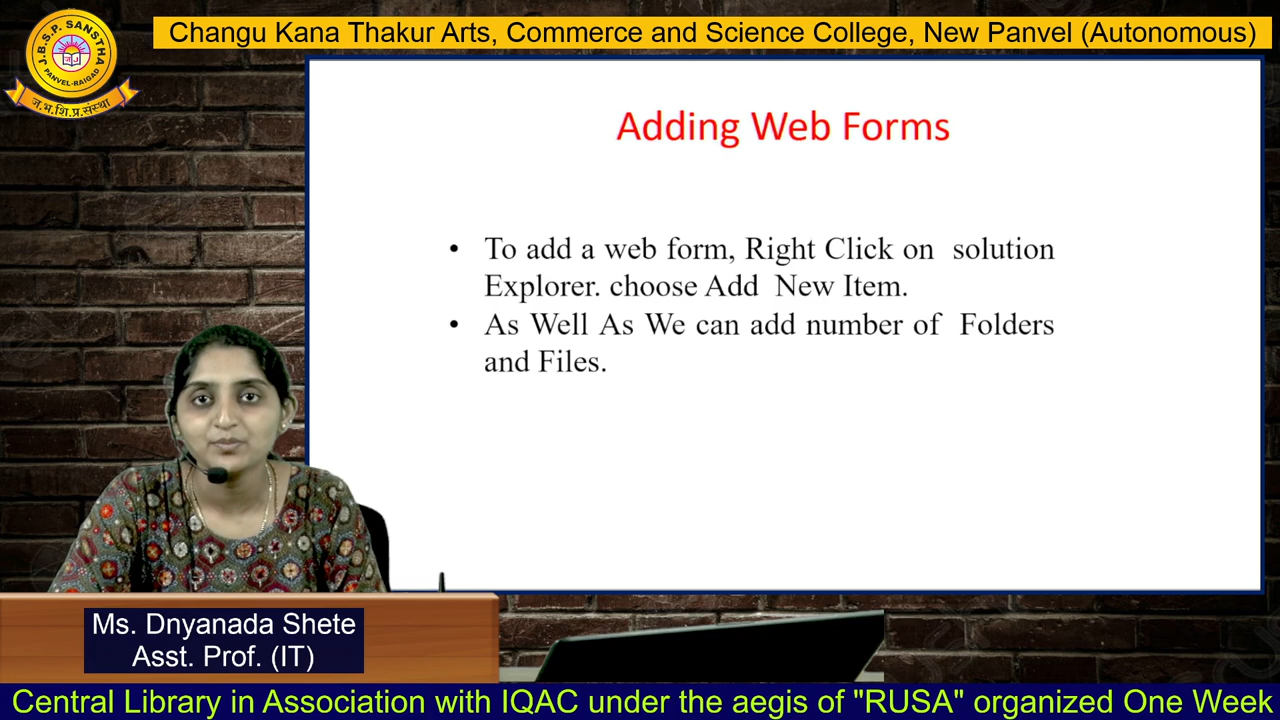 Changu Kana Thakur Arts, Commerce and Science College, New Panvel (Autonomous)
J.B.S.P. SANSTHA
PANVEL-RAIGAD
ज.भ.शि.प्र.संस्था
Adding Web Forms
• To add a web form, Right Click on solution
Explorer. choose Add New Item.
• As Well As We can add number of Folders
and Files.
Ms. Dnyanada Shete
Asst. Prof. (IT)
Central Library in Association with IQAC under the aegis of "RUSA" organized One Week